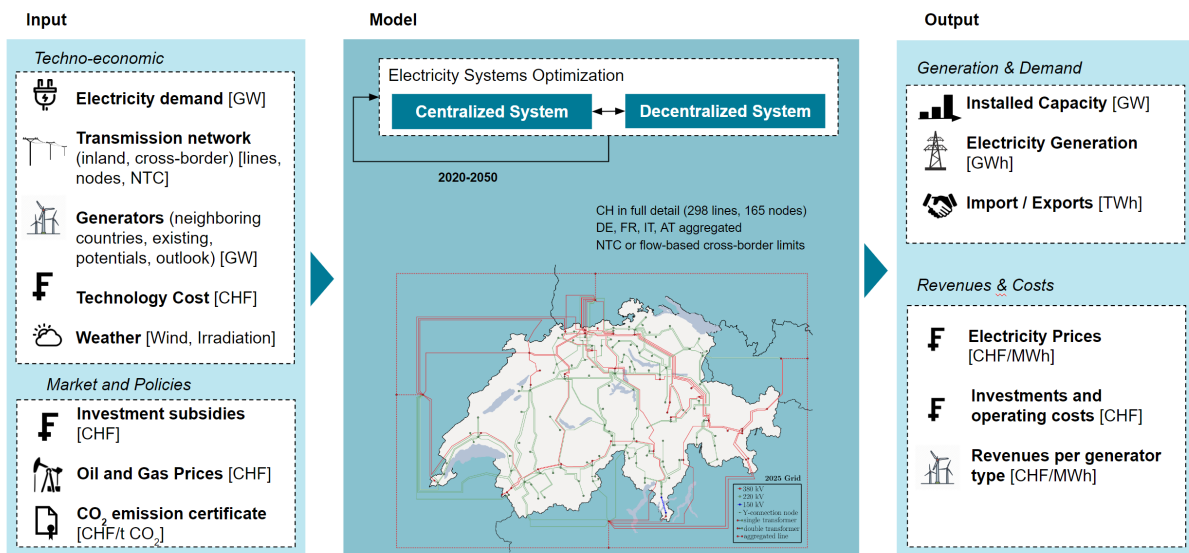 Input
Model
Output
Techno-economic
Electricity demand [GW]
Transmission network
(inland, cross-border) [lines,
nodes, NTC]
Generators (neighboring
countries, existing,
potentials, outlook) [GW]
Technology Cost [CHF]
Weather [Wind, Irradiation]
Market and Policies
Investment subsidies
[CHF]
Oil and Gas Prices [CHF]
CO2 emission certificate
[CHF/t CO2]
Electricity Systems Optimization
Centralized System
Decentralized System
2020-2050
CH in full detail (298 lines, 165 nodes)
DE, FR, IT, AT aggregated
NTC or flow-based cross-border limits
2025 Grid
380 kV
220 kV
150 kV
Y-connection node
single transformer
double transformer
aggregated line
Generation & Demand
Installed Capacity [GW]
Electricity Generation
[GWh]
Import / Exports [TWh]
Revenues & Costs
Electricity Prices
[CHF/MWh]
Investments and
operating costs [CHF]
Revenues per generator
type [CHF/MWh]